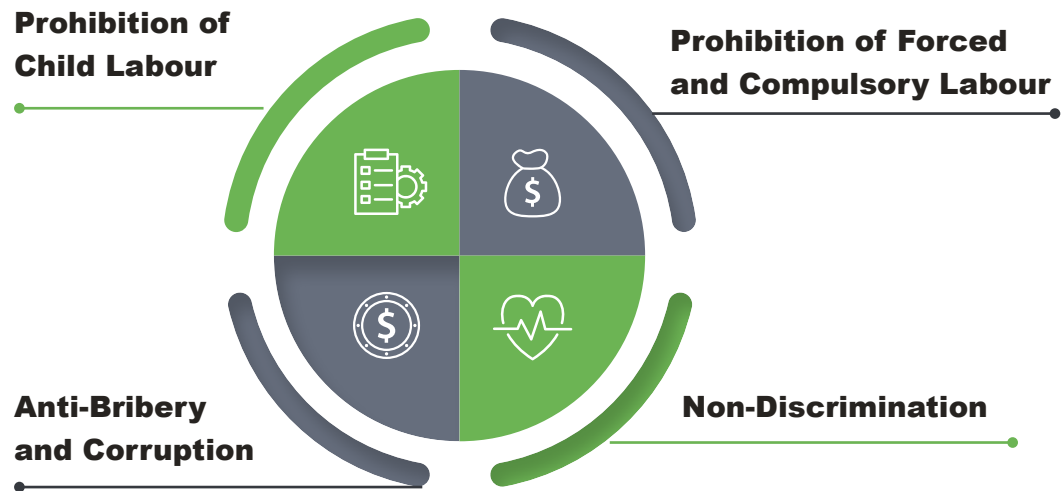 Prohibition of
Child Labour
Prohibition of Forced
and Compulsory Labour
$
$
Anti-Bribery
and Corruption
Non-Discrimination